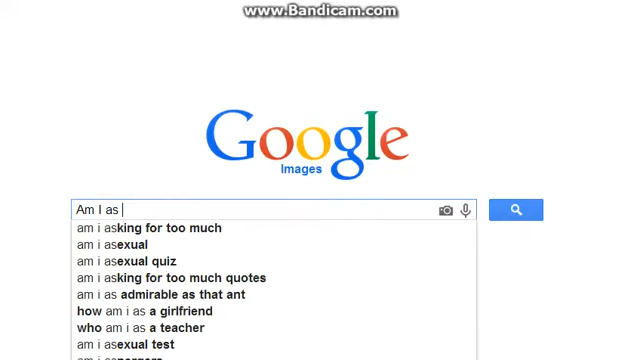 www.Bandicam.com
Google
Images
Am I as
am i asking for too much
am i asexual
am i asexual quiz
am i asking for too much quotes
am i as admirable as that ant
how am i as a girlfriend
who am i as a teacher
am i asexual test
am i aspergers